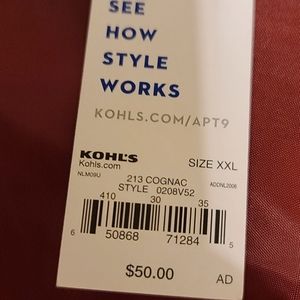 SEE
HOW
STYLE
WORKS
KOHLS.COM/APT9
KOHL'S SIZE XXL
Kohls.com
NLM09U 213 COGNAC ADDNL2006
STYLE 0208V52
410 30 35
6 50868 71284 5
$50.00 AD